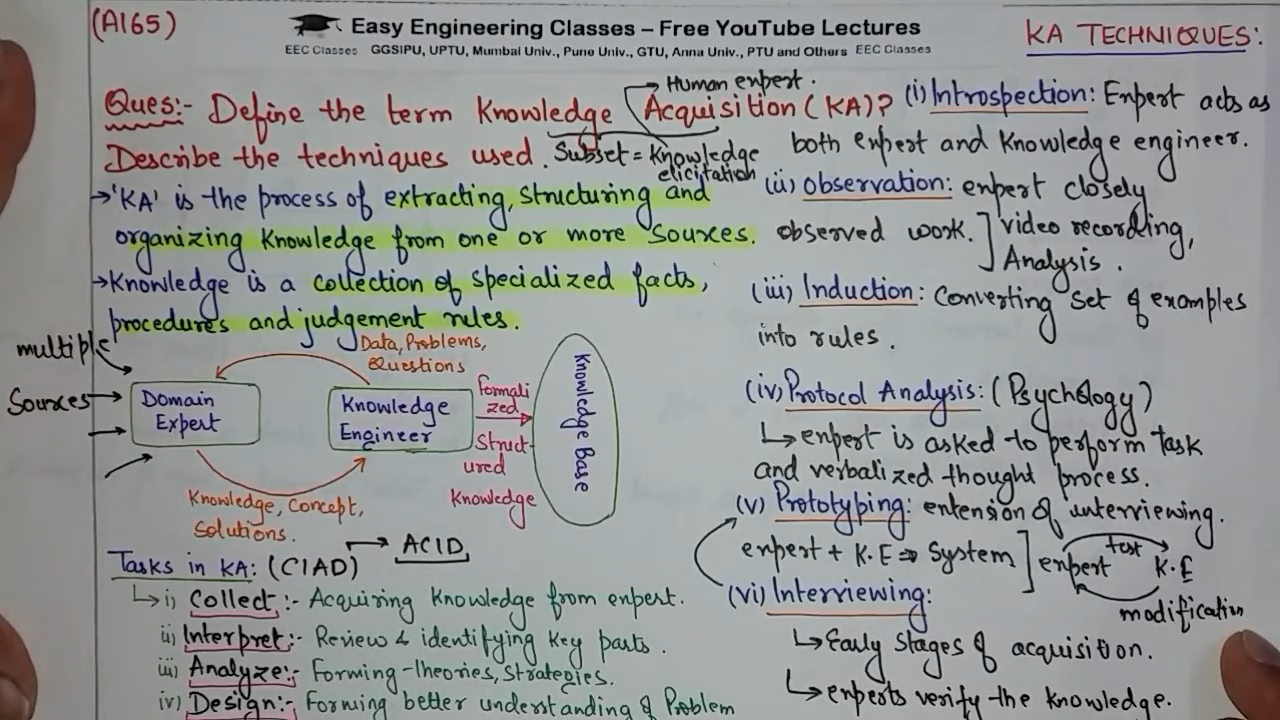 (AI65)
Easy Engineering Classes – Free YouTube Lectures
EEC Classes GGSIPU, UPTU, Mumbai Univ., Pune Univ., GTU, Anna Univ., PTU and Others EEC Classes
Ques:- Define the term Knowledge Acquisition (KA)?
Human expert.
Describe the techniques used.
Subset = Knowledge
elicitation
→ 'KA' is the process of extracting, structuring and
organizing knowledge from one or more sources.
→ Knowledge is a collection of specialized facts,
procedures and judgement rules.
multiple
Sources
Domain
Expert
Data, Problems,
Questions
Knowledge
Engineer
Knowledge, Concept,
Solutions.
Formali
zed
Struct-
ured
Knowledge
Knowledge Base
Tasks in KA: (CIAD) → ACID
i) Collect:- Acquiring knowledge from expert.
ii) Interpret:- Review & identifying key parts.
iii) Analyze:- Forming-theories, Strategies.
iv) Design:- Forming better understanding of Problem
KA TECHNIQUES:
(i) Introspection: Expert acts as
both expert and knowledge engineer.
(ii) Observation: expert closely
observed work. ] video recording,
Analysis.
(iii) Induction: Converting set of examples
into rules.
(iv) Protocol Analysis: (Psychology)
↳ expert is asked to perform task
and verbalized thought process.
(v) Prototyping: extension of interviewing.
expert + K.E ⇒ System ] expert test K.E
modification
(vi) Interviewing:
↳ Early stages of acquisition.
↳ experts verify the knowledge.